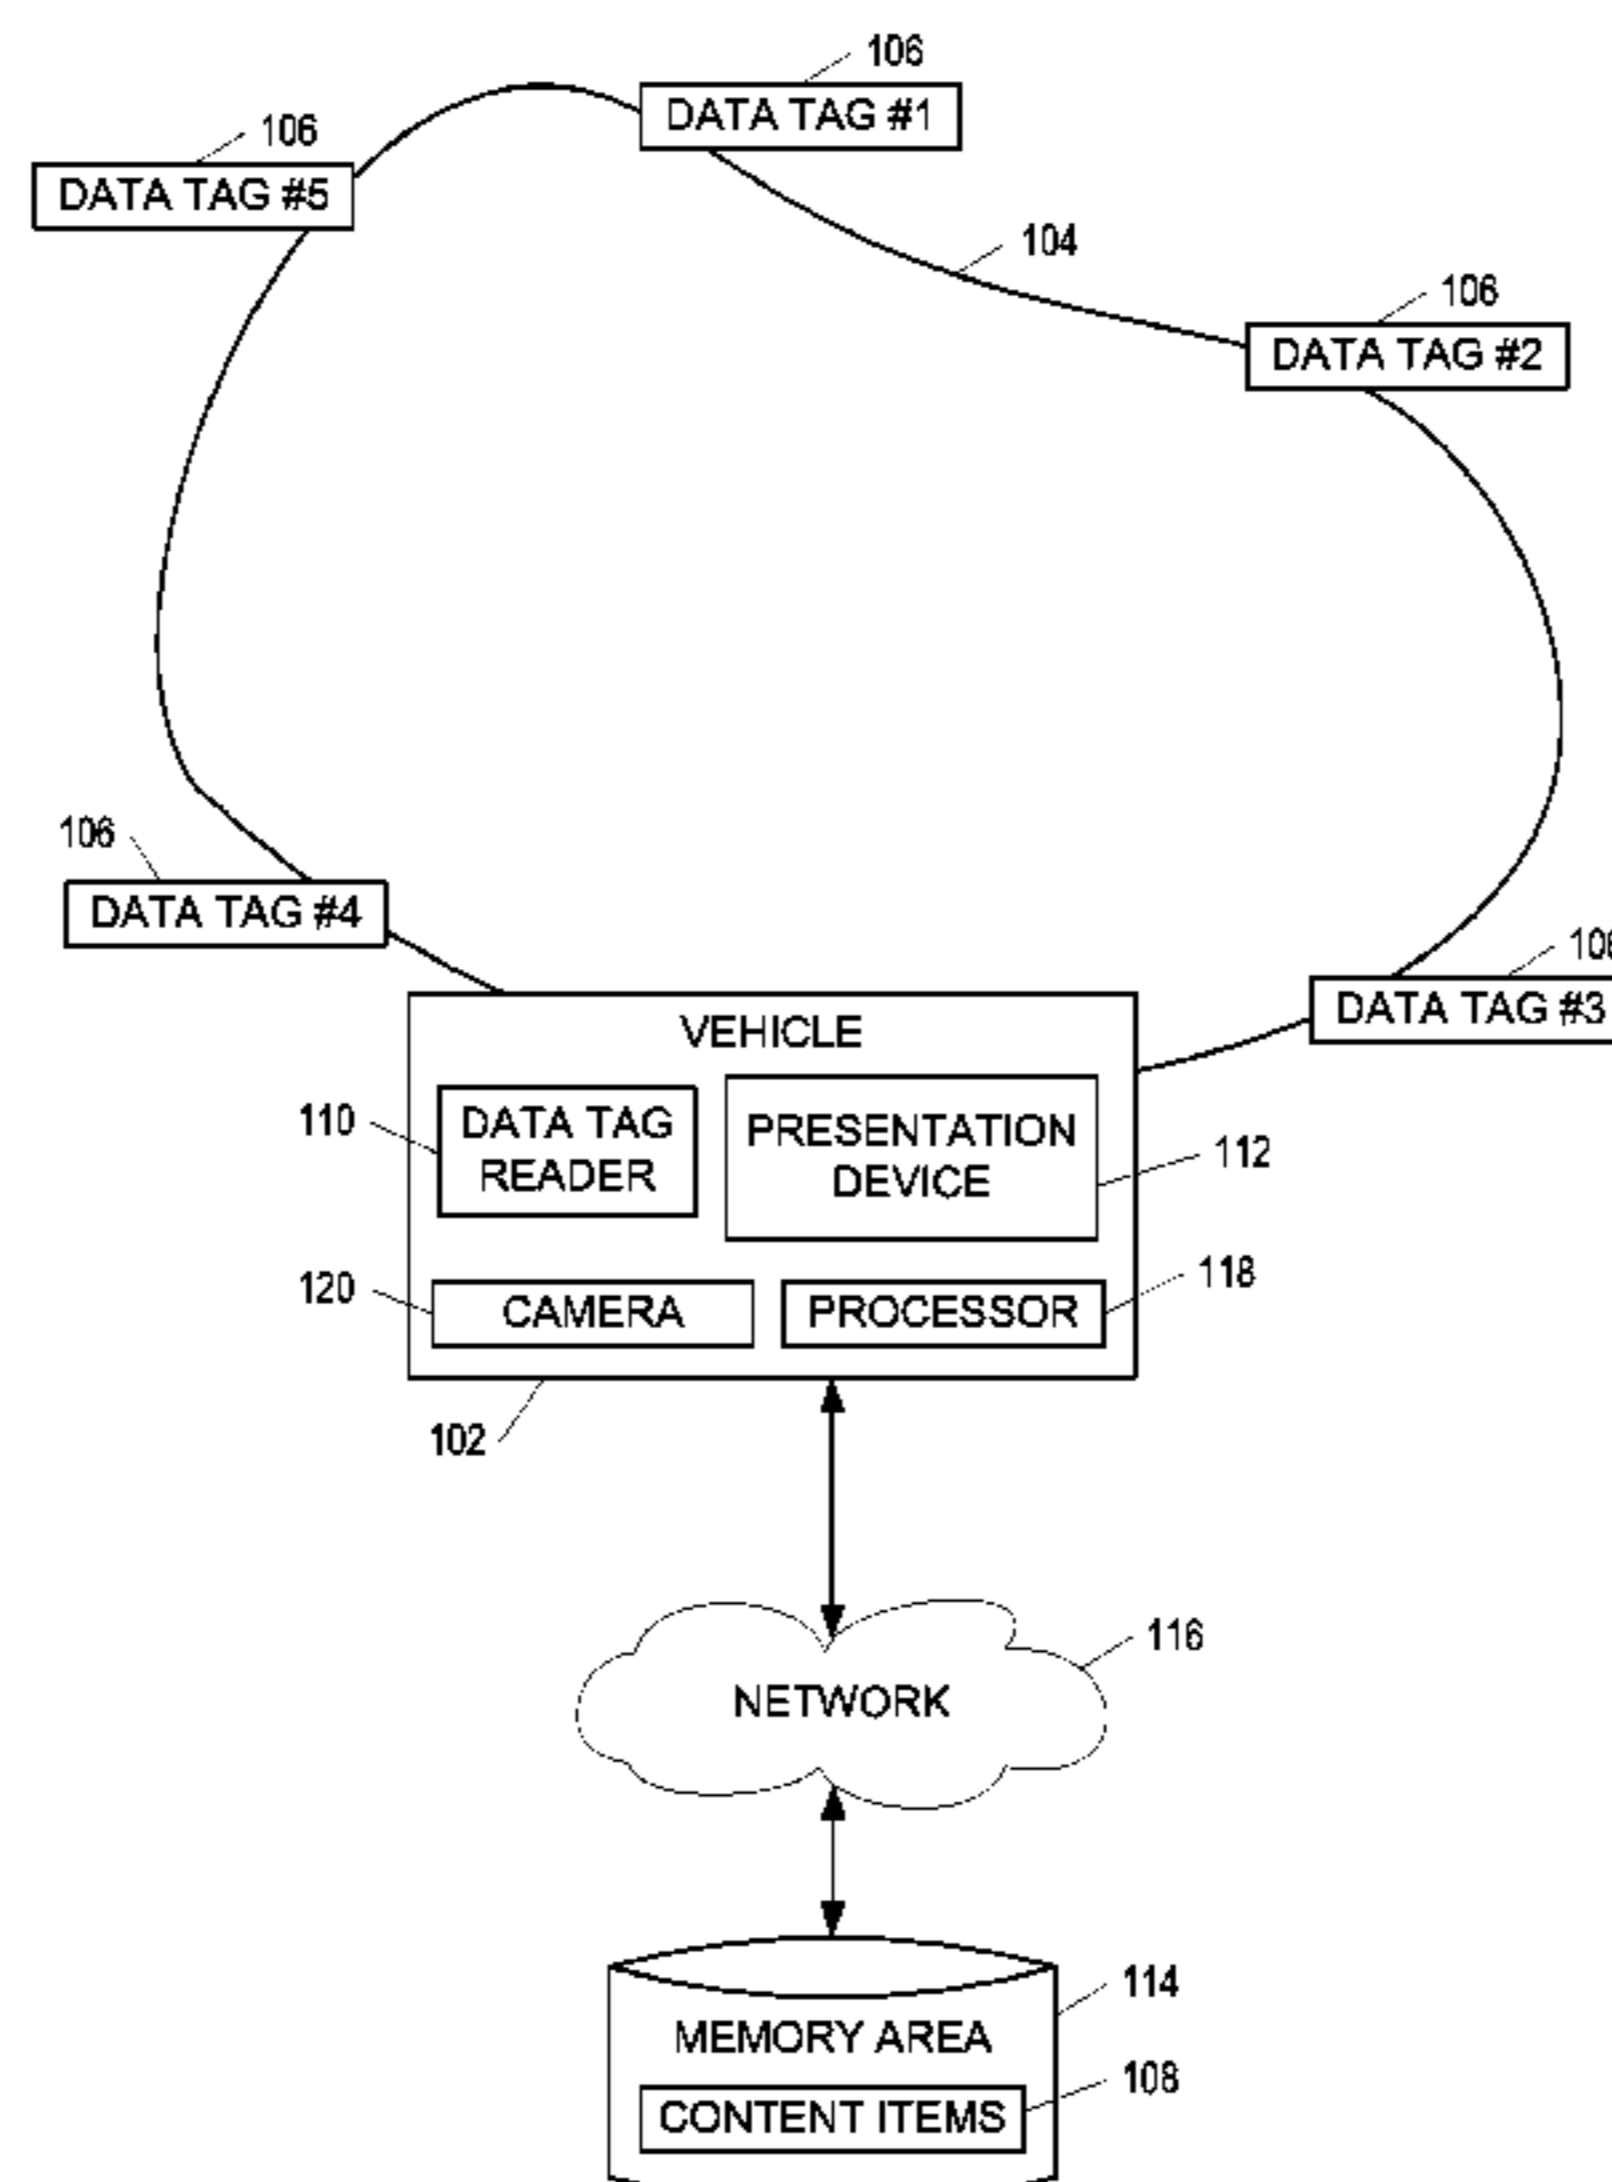 106
DATA TAG #1
106
DATA TAG #5
104
106
DATA TAG #2
106
DATA TAG #4
DATA TAG #3
VEHICLE
110
DATA TAG
READER
PRESENTATION
DEVICE
112
120
CAMERA
PROCESSOR
118
102
NETWORK
116
MEMORY AREA
114
CONTENT ITEMS
108